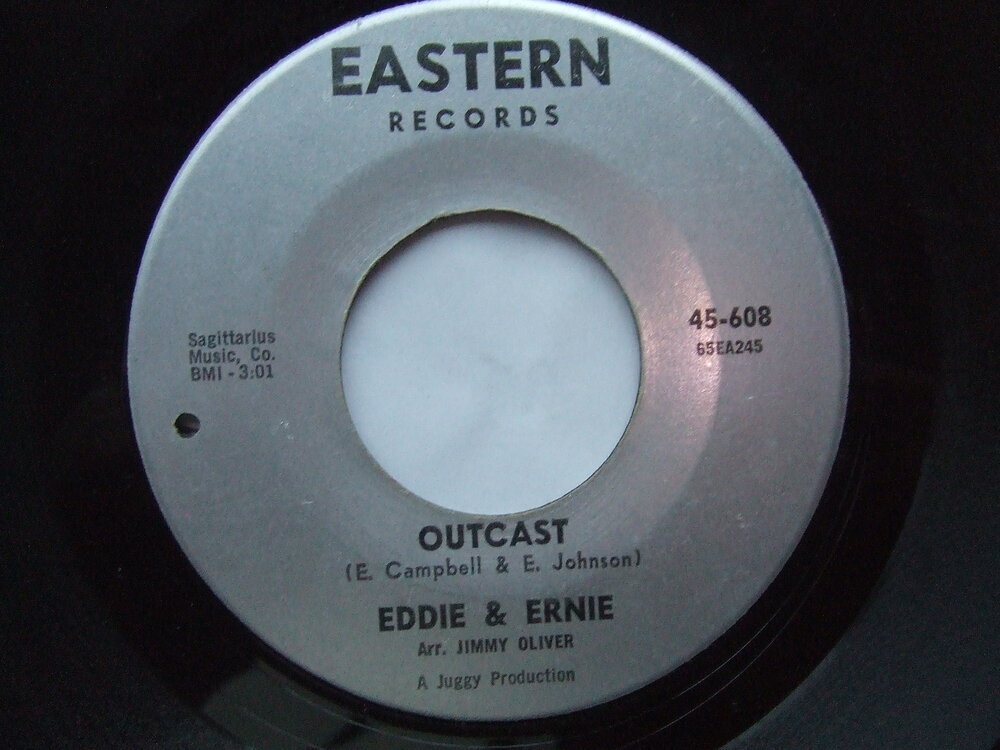 EASTERN
RECORDS
Sagittarius
Music, Co.
BMI - 3:01
45-608
65EA245
OUTCAST
(E. Campbell & E. Johnson)
EDDIE & ERNIE
Arr. JIMMY OLIVER
A Juggy Production